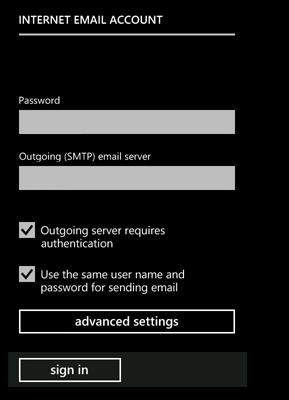 INTERNET EMAIL ACCOUNT
Password
Outgoing (SMTP) email server
Outgoing server requires
authentication
Use the same user name and
password for sending email
advanced settings
sign in